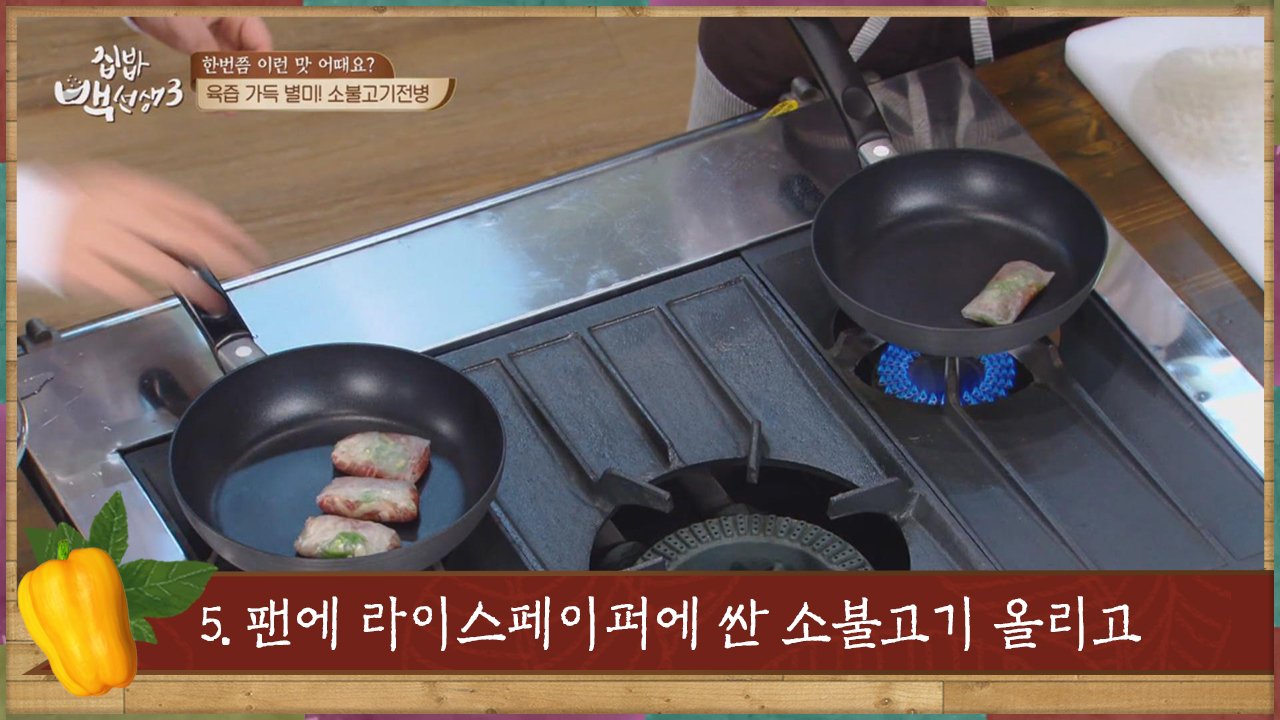 집밥
백선생3
한번쯤 이런 맛 어때요?
육즙 가득 별미! 소불고기전병
5. 팬에 라이스페이퍼에 싼 소불고기 올리고